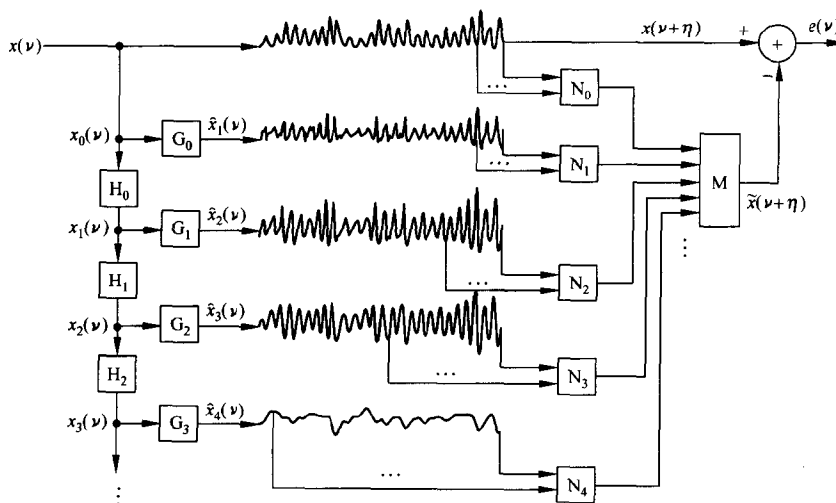 x(ν) x(ν+η) + + − e(ν)
... N₀
x₀(ν) G₀ x̂₁(ν) ... N₁ M
H₀ x̃(ν+η)
x₁(ν) G₁ x̂₂(ν) ⋮
H₁ ... N₂
x₂(ν) G₂ x̂₃(ν)
H₂ ... N₃
x₃(ν) G₃ x̂₄(ν)
⋮ ... N₄